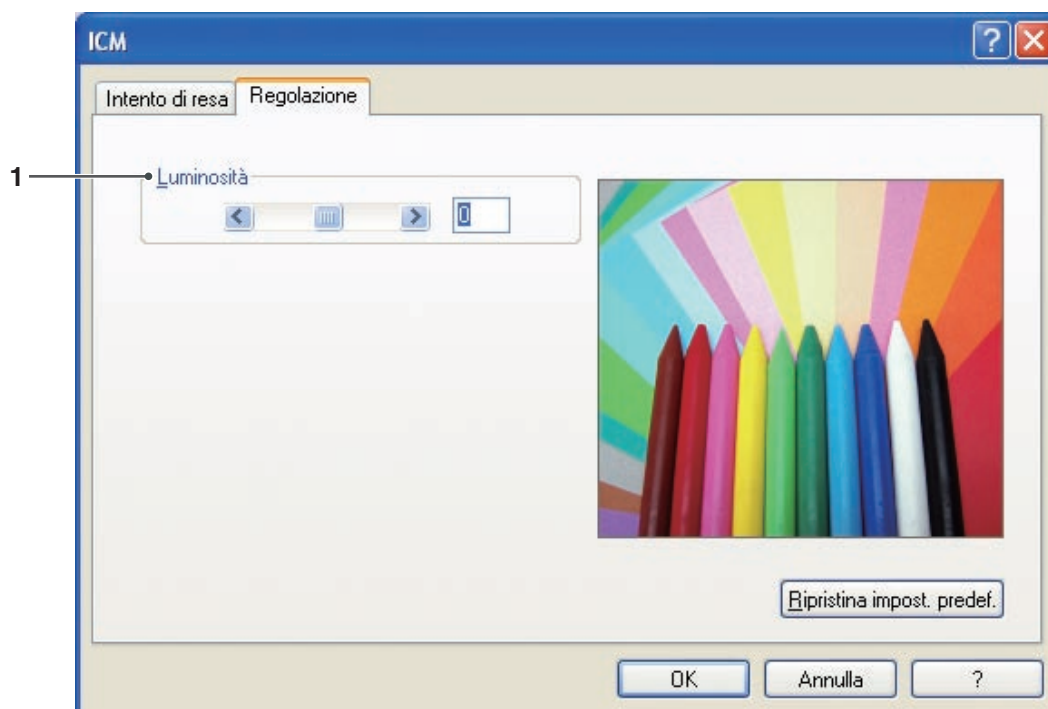 ICM
Intento di resa Regolazione
1 Luminosità
0
Ripristina impost. predef.
OK Annulla ?